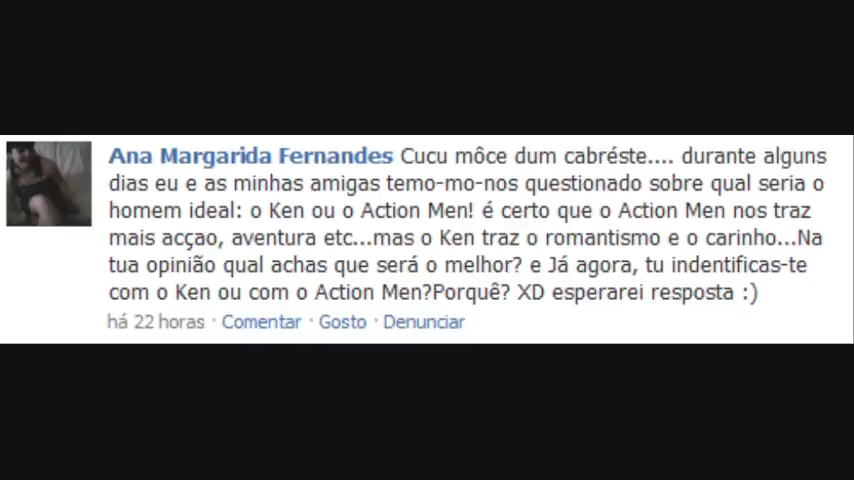 Ana Margarida Fernandes Cucu môce dum cabréste.... durante alguns
dias eu e as minhas amigas temo-mo-nos questionado sobre qual seria o
homem ideal: o Ken ou o Action Men! é certo que o Action Men nos traz
mais acçao, aventura etc...mas o Ken traz o romantismo e o carinho...Na
tua opinião qual achas que será o melhor? e Já agora, tu indentificas-te
com o Ken ou com o Action Men?Porquê? XD esperarei resposta :)
há 22 horas · Comentar · Gosto · Denunciar